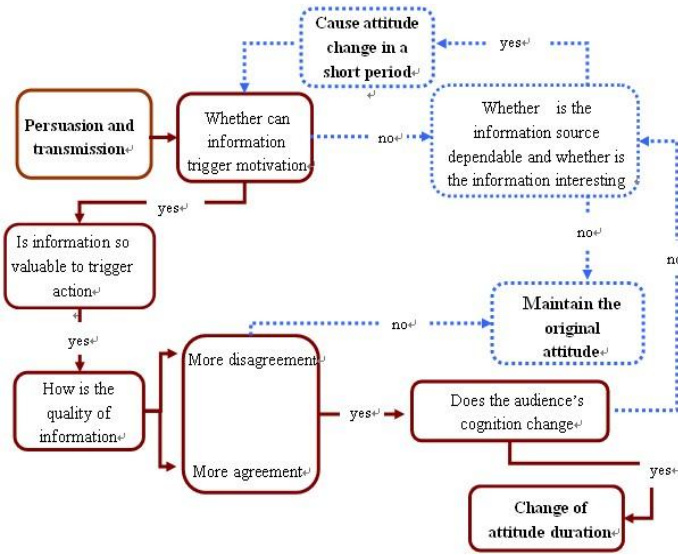 Cause attitude
change in a
short period
yes
Persuasion and
transmission
Whether can
information
trigger motivation
no
Whether is the
information source
dependable and whether is
the information interesting
yes
no
no
Is information so
valuable to trigger
action
Maintain the
original
attitude
no
yes
More disagreement
How is the
quality of
information
yes
Does the audience's
cognition change
More agreement
yes
Change of
attitude duration